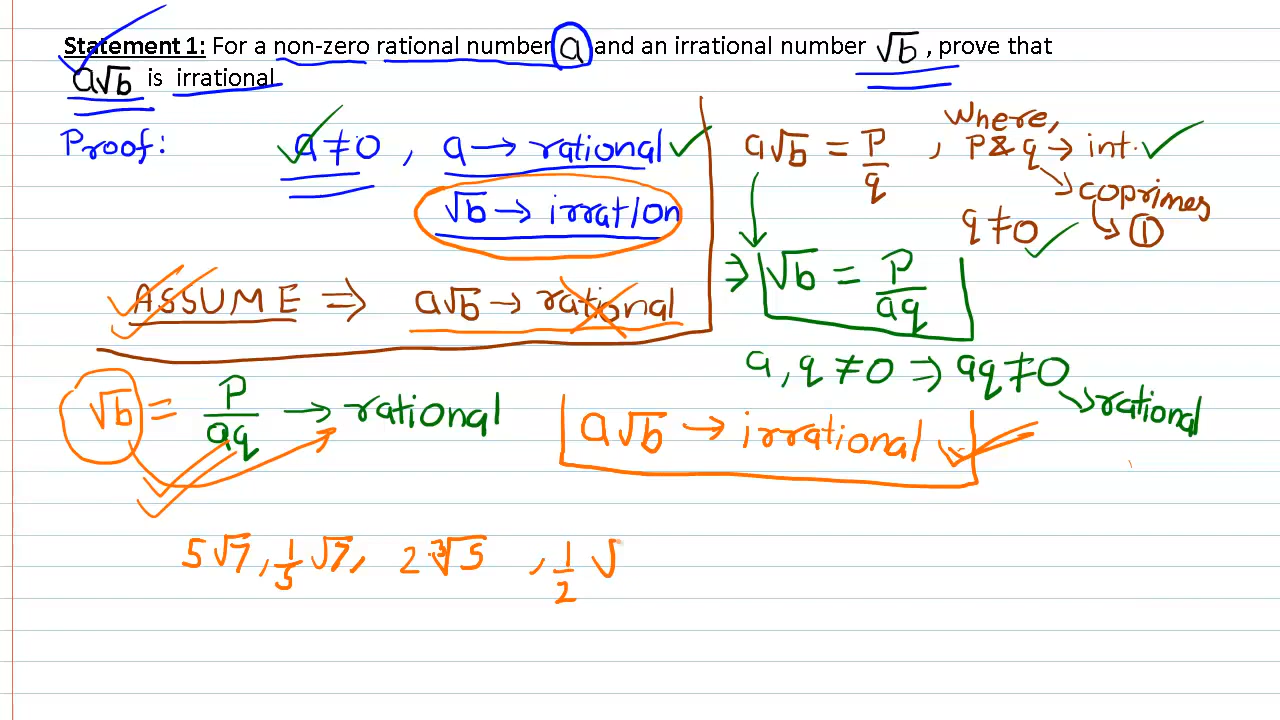 Statement 1: For a non-zero rational number a and an irrational number √b , prove that
a√b is irrational
Proof: a ≠ 0 , a → rational
√b → irration
ASSUME ⇒ a√b → rational
a√b = P/q , where, P & q → int.
coprimes
q ≠ 0 ①
⇒ √b = P/aq
a, q ≠ 0 ⇒ aq ≠ 0
rational
√b = P/aq → rational
a√b → irrational
5√7, 1/5 √7, 2∛5 , 1/2 √